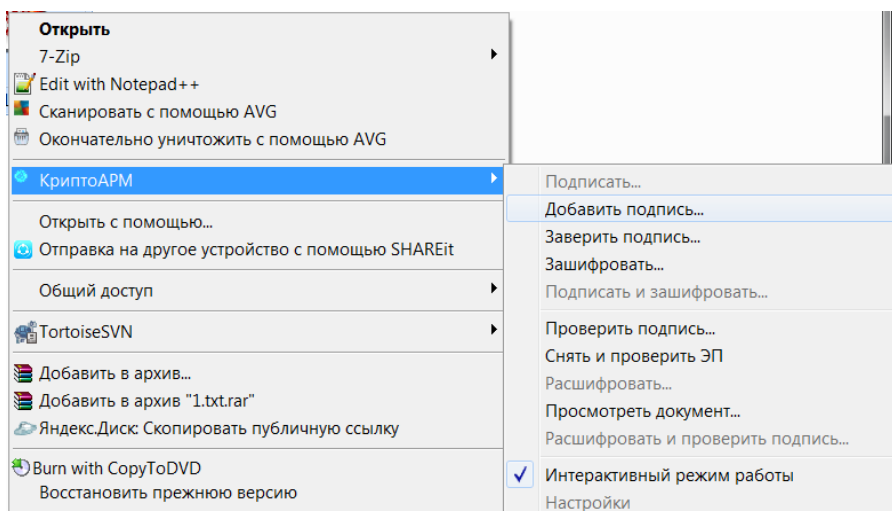 Открыть
7-Zip
Edit with Notepad++
Сканировать с помощью AVG
Окончательно уничтожить с помощью AVG
КриптоАРМ
Открыть с помощью...
Отправка на другое устройство с помощью SHAREit
Общий доступ
TortoiseSVN
Добавить в архив...
Добавить в архив "1.txt.rar"
Яндекс.Диск: Скопировать публичную ссылку
Burn with CopyToDVD
Восстановить прежнюю версию
Подписать...
Добавить подпись...
Заверить подпись...
Зашифровать...
Подписать и зашифровать...
Проверить подпись...
Снять и проверить ЭП
Расшифровать...
Просмотреть документ...
Расшифровать и проверить подпись...
Интерактивный режим работы
Настройки